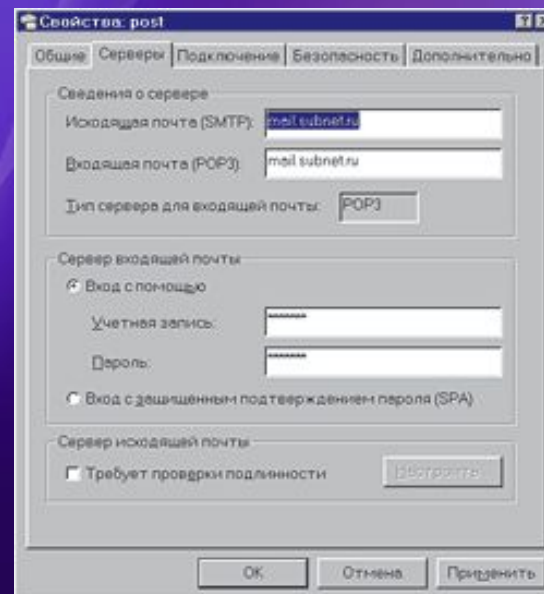 Свойства: post
Общие Серверы Подключение Безопасность Дополнительно
Сведения о сервере
Исходящая почта (SMTP): mail.subnet.ru
Входящая почта (POP3): mail.subnet.ru
Тип сервера для входящей почты: POP3
Сервер входящей почты
Вход с помощью
Учетная запись: *******
Пароль: *******
Вход с защищенным подтверждением пароля (SPA)
Сервер исходящей почты
Требует проверки подлинности Настроить...
ОК Отмена Применить